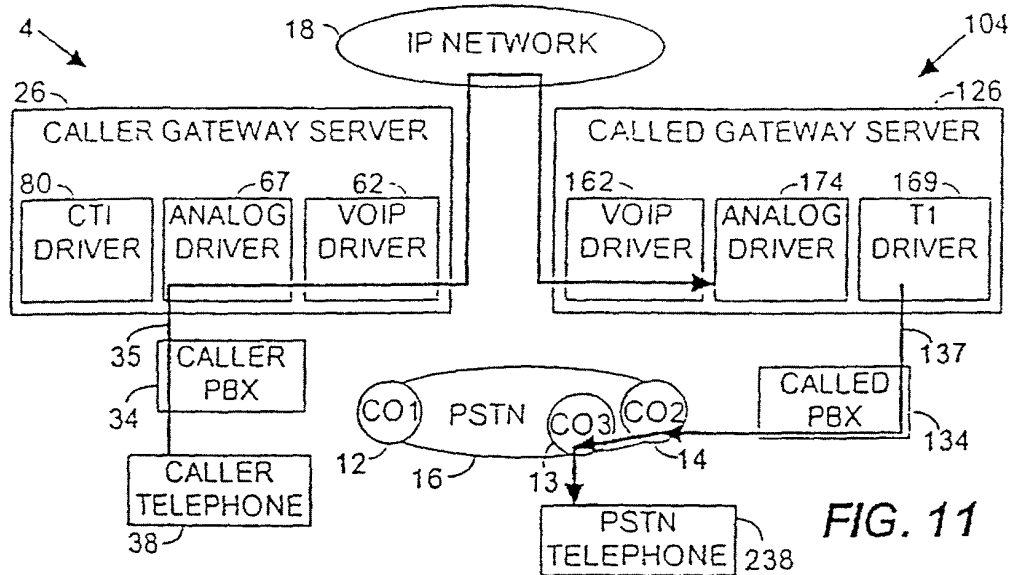 4
18
IP NETWORK
104
26
CALLER GATEWAY SERVER
80
CTI
DRIVER
67
ANALOG
DRIVER
62
VOIP
DRIVER
126
CALLED GATEWAY SERVER
162
VOIP
DRIVER
174
ANALOG
DRIVER
169
T1
DRIVER
35
CALLER
PBX
34
CALLER
TELEPHONE
38
CO1
PSTN
CO3
CO2
12
16
13
14
137
CALLED
PBX
134
PSTN
TELEPHONE
238
FIG. 11